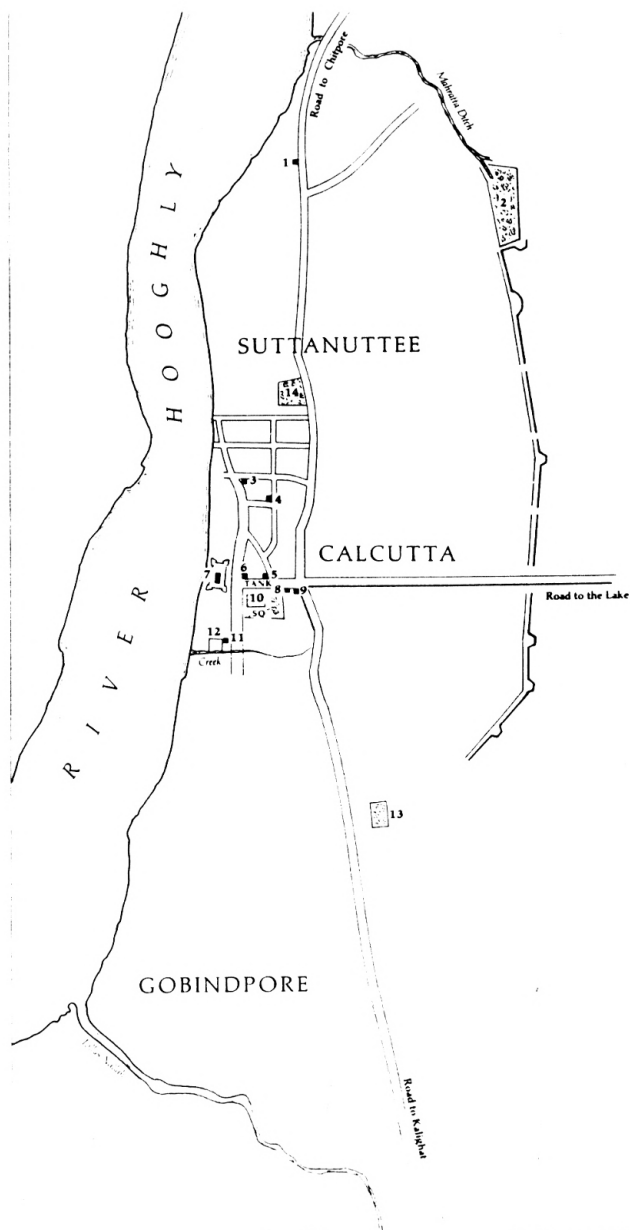 Road to Chitpore
Mahratta Ditch
1
2
RIVER HOOGHLY
SUTTANUTTEE
14
3
4
CALCUTTA
7
6
5
TANK
8
9
Road to the Lake
10
SQ
12
11
Creek
13
GOBINDPORE
Road to Kalighat